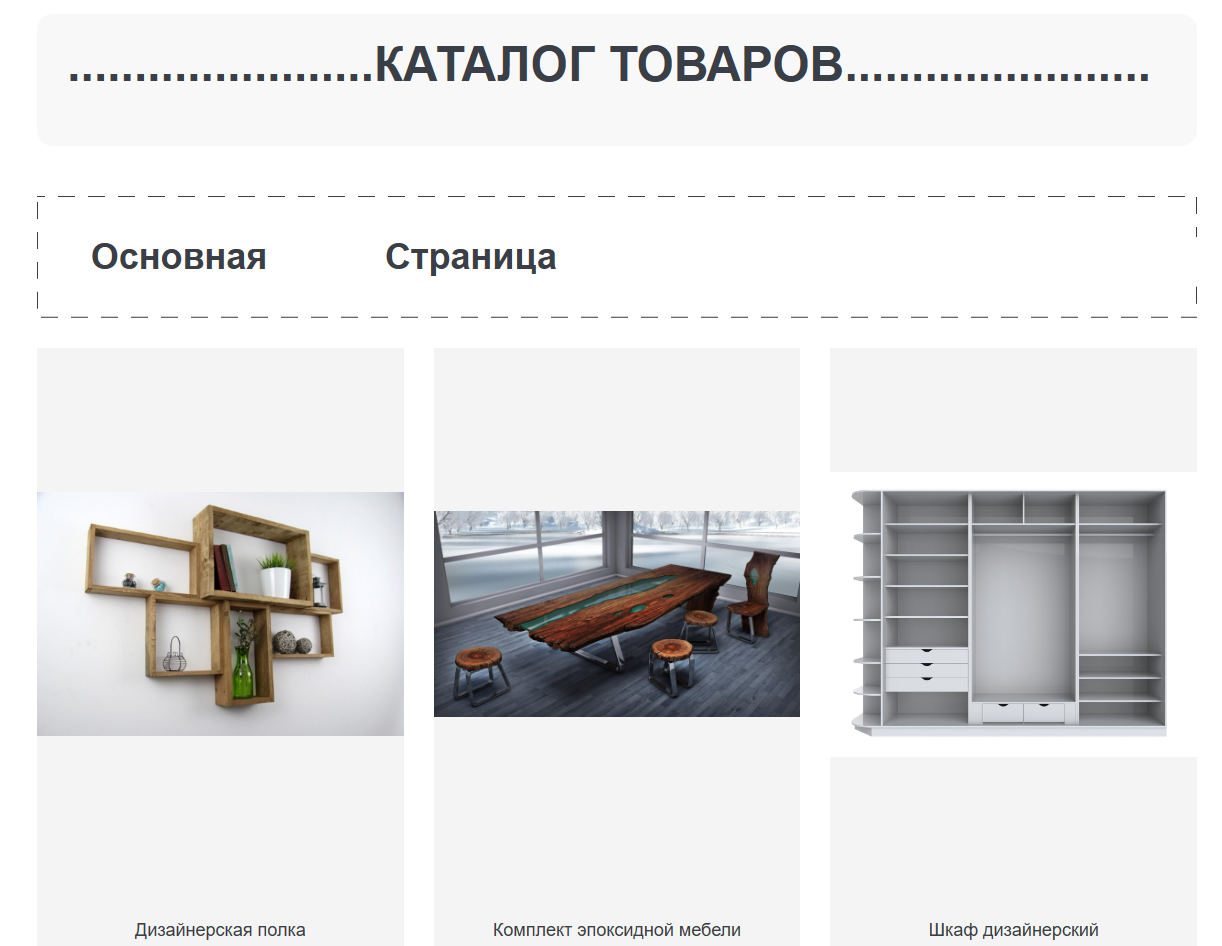 .......................КАТАЛОГ ТОВАРОВ.......................
Основная Страница
Дизайнерская полка
Комплект эпоксидной мебели
Шкаф дизайнерский